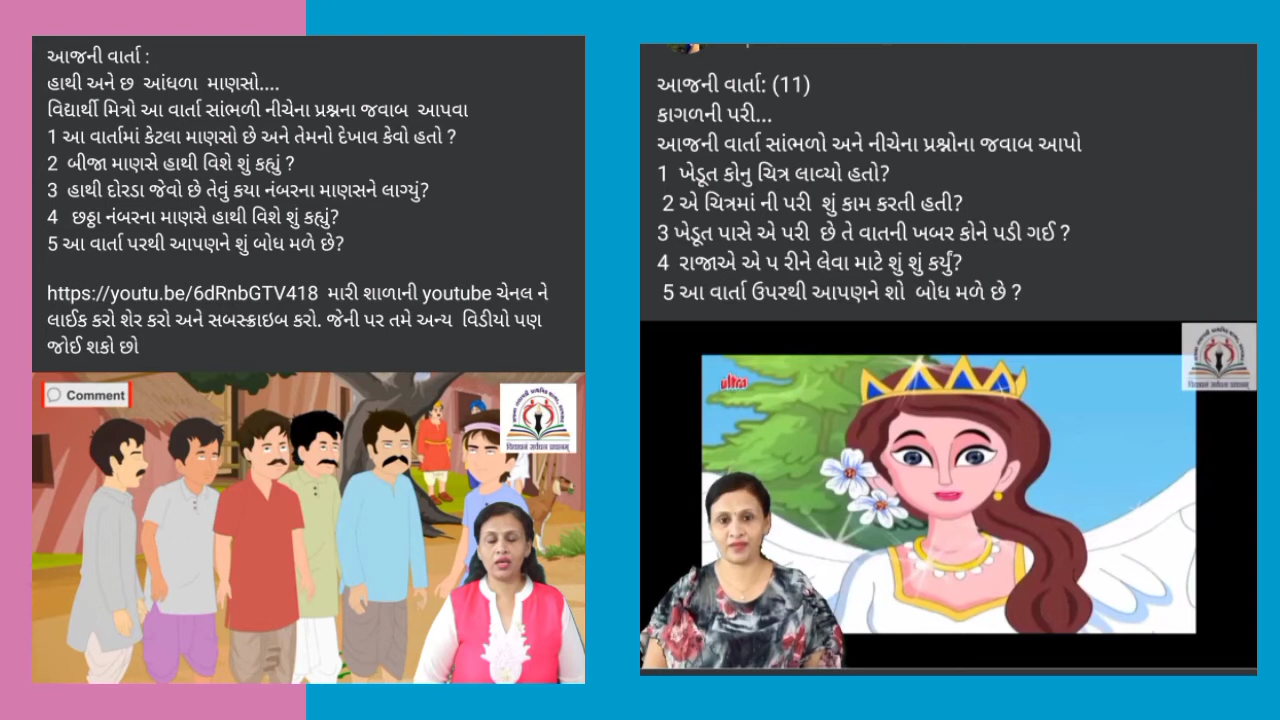 આજની વાર્તા :
હાથી અને છ આંધળા માણસો....
વિદ્યાર્થી મિત્રો આ વાર્તા સાંભળી નીચેના પ્રશ્નના જવાબ આપવા
1 આ વાર્તામાં કેટલા માણસો છે અને તેમનો દેખાવ કેવો હતો ?
2 બીજા માણસે હાથી વિશે શું કહ્યું ?
3 હાથી દોરડા જેવો છે તેવું કયા નંબરના માણસને લાગ્યું?
4 છઠ્ઠા નંબરના માણસે હાથી વિશે શું કહ્યું?
5 આ વાર્તા પરથી આપણને શું બોધ મળે છે?
https://youtu.be/6dRnbGTV418 મારી શાળાની youtube ચેનલ ને
લાઈક કરો શેર કરો અને સબસ્ક્રાઇબ કરો. જેની પર તમે અન્ય વિડીયો પણ
જોઈ શકો છો
Comment
આજની વાર્તા: (11)
કાગળની પરી...
આજની વાર્તા સાંભળો અને નીચેના પ્રશ્નોના જવાબ આપો
1 ખેડૂત કોનુ ચિત્ર લાવ્યો હતો?
2 એ ચિત્રમાં ની પરી શું કામ કરતી હતી?
3 ખેડૂત પાસે એ પરી છે તે વાતની ખબર કોને પડી ગઈ ?
4 રાજાએ એ પ રીને લેવા માટે શું શું કર્યું?
5 આ વાર્તા ઉપરથી આપણને શો બોધ મળે છે ?
ultra